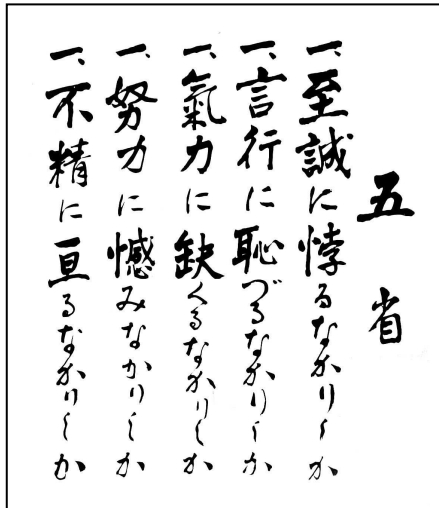 五省
一、至誠に悖るなかりしか
一、言行に恥づるなかりしか
一、氣力に缺くるなかりしか
一、努力に憾みなかりしか
一、不精に亘るなかりしか